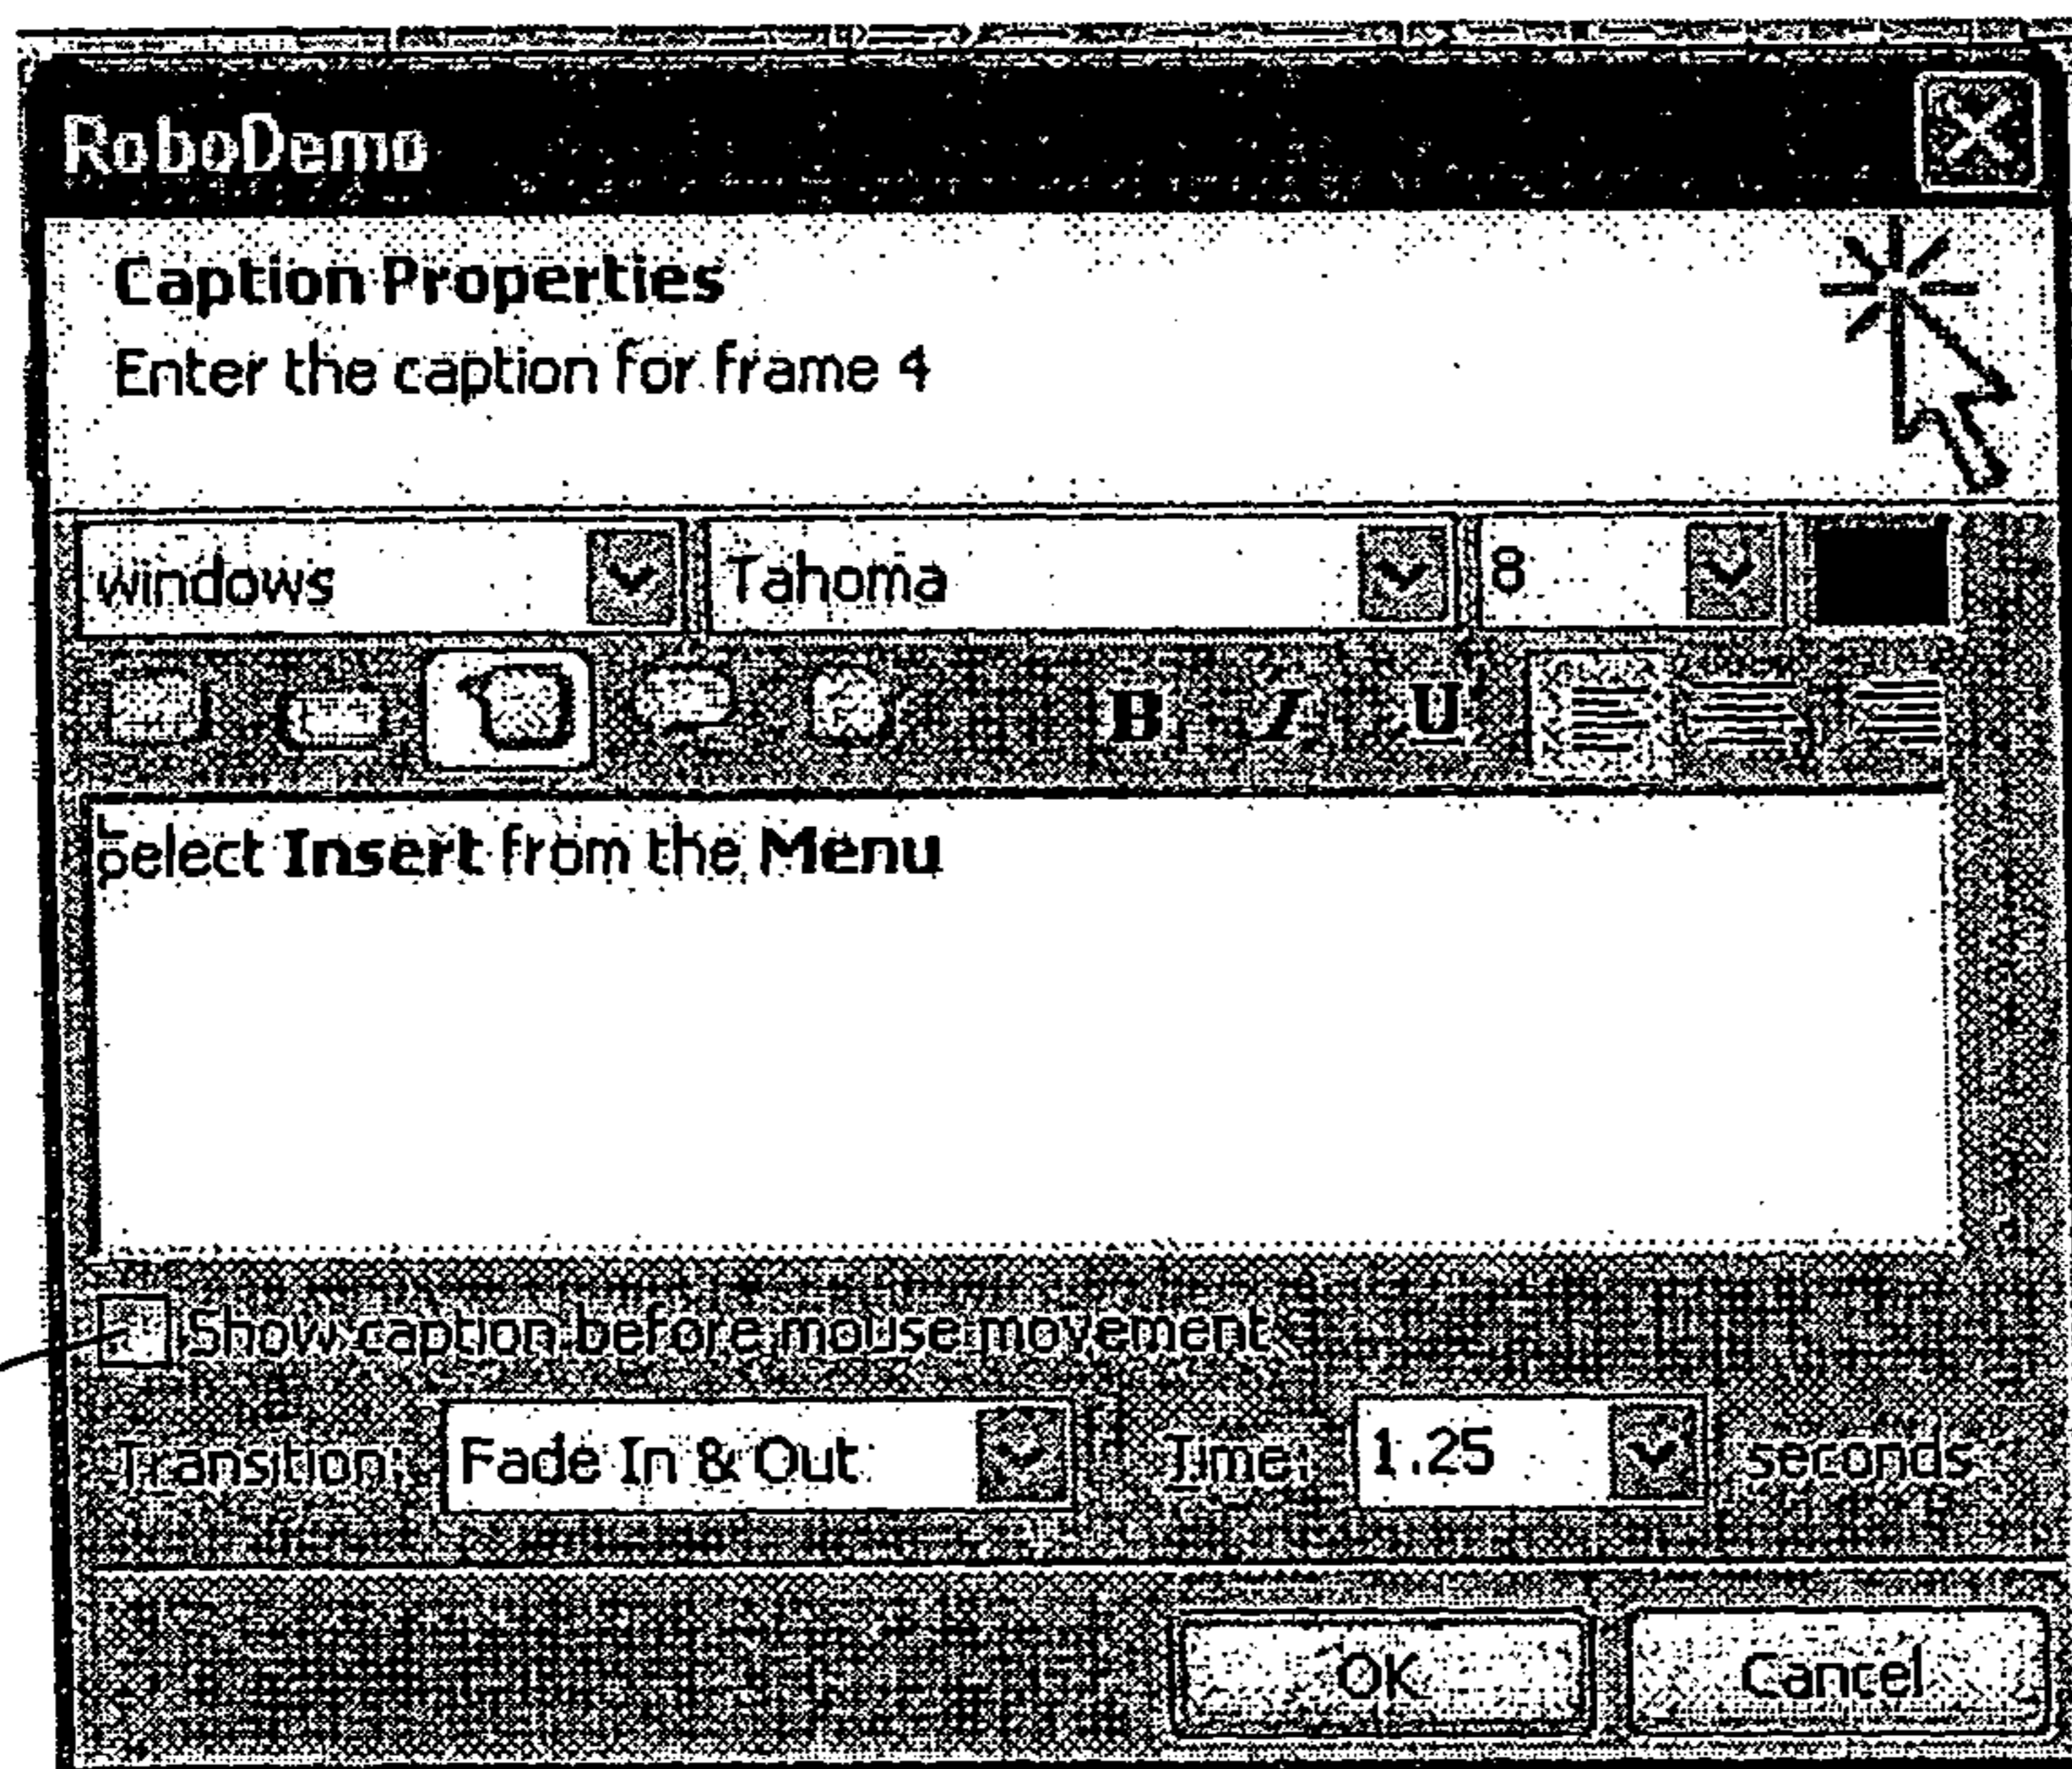 RoboDemo
Caption Properties
Enter the caption for frame 4
windows Tahoma 8
B I U
Select Insert from the Menu
Show caption before mouse movement
Transition: Fade In & Out Time: 1.25 seconds
OK Cancel